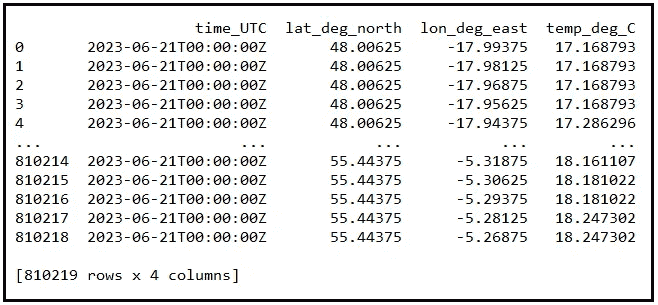 time_UTC lat_deg_north lon_deg_east temp_deg_C
0 2023-06-21T00:00:00Z 48.00625 -17.99375 17.168793
1 2023-06-21T00:00:00Z 48.00625 -17.98125 17.168793
2 2023-06-21T00:00:00Z 48.00625 -17.96875 17.168793
3 2023-06-21T00:00:00Z 48.00625 -17.95625 17.168793
4 2023-06-21T00:00:00Z 48.00625 -17.94375 17.286296
... ... ... ... ...
810214 2023-06-21T00:00:00Z 55.44375 -5.31875 18.161107
810215 2023-06-21T00:00:00Z 55.44375 -5.30625 18.181022
810216 2023-06-21T00:00:00Z 55.44375 -5.29375 18.181022
810217 2023-06-21T00:00:00Z 55.44375 -5.28125 18.247302
810218 2023-06-21T00:00:00Z 55.44375 -5.26875 18.247302
[810219 rows x 4 columns]